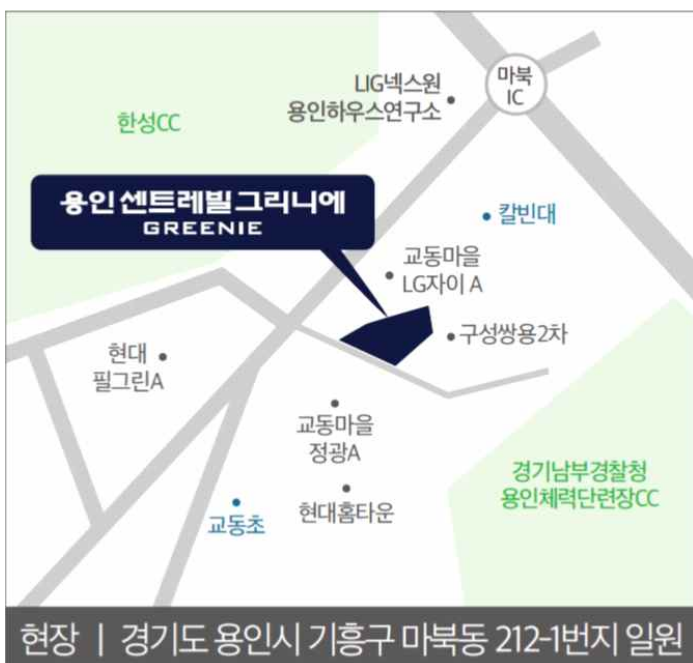 마북
IC
LIG넥스원
용인하우스연구소
한성CC
용인 센트레빌 그리니에
GREENIE
칼빈대
교동마을
LG자이 A
구성쌍용2차
현대
필그린A
교동마을
정광A
경기남부경찰청
용인체력단련장CC
현대홈타운
교동초
현장 | 경기도 용인시 기흥구 마북동 212-1번지 일원